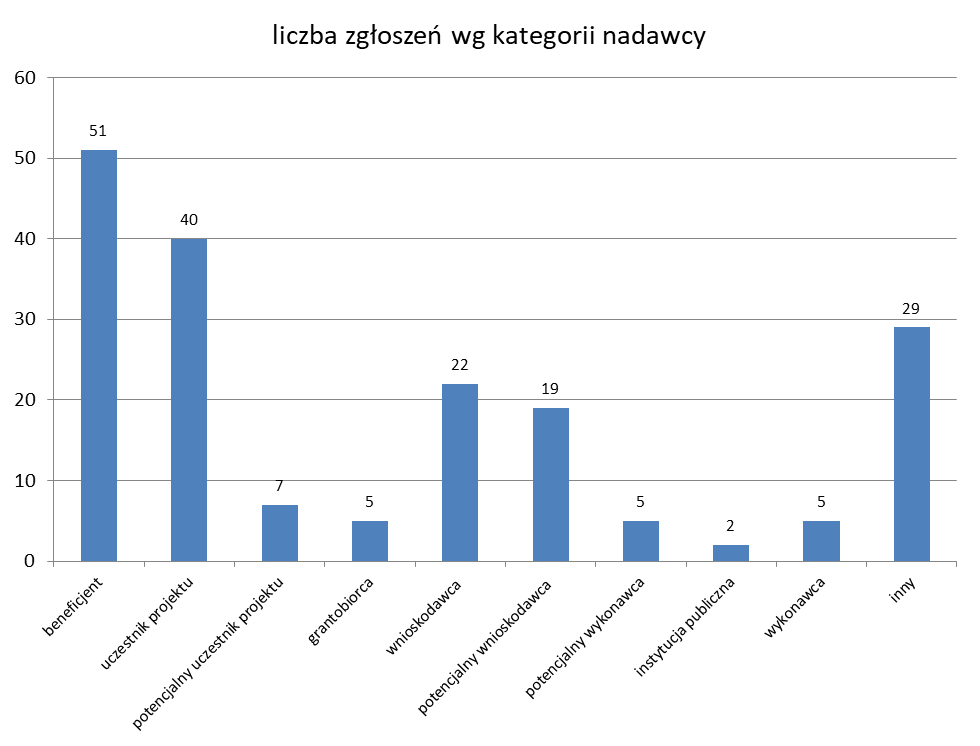 liczba zgłoszeń wg kategorii nadawcy
60
50
40
30
20
10
0
51
40
7
5
22
19
5
2
5
29
beneficjent
uczestnik projektu
potencjalny uczestnik projektu
grantobiorca
wnioskodawca
potencjalny wnioskodawca
potencjalny wykonawca
instytucja publiczna
wykonawca
inny